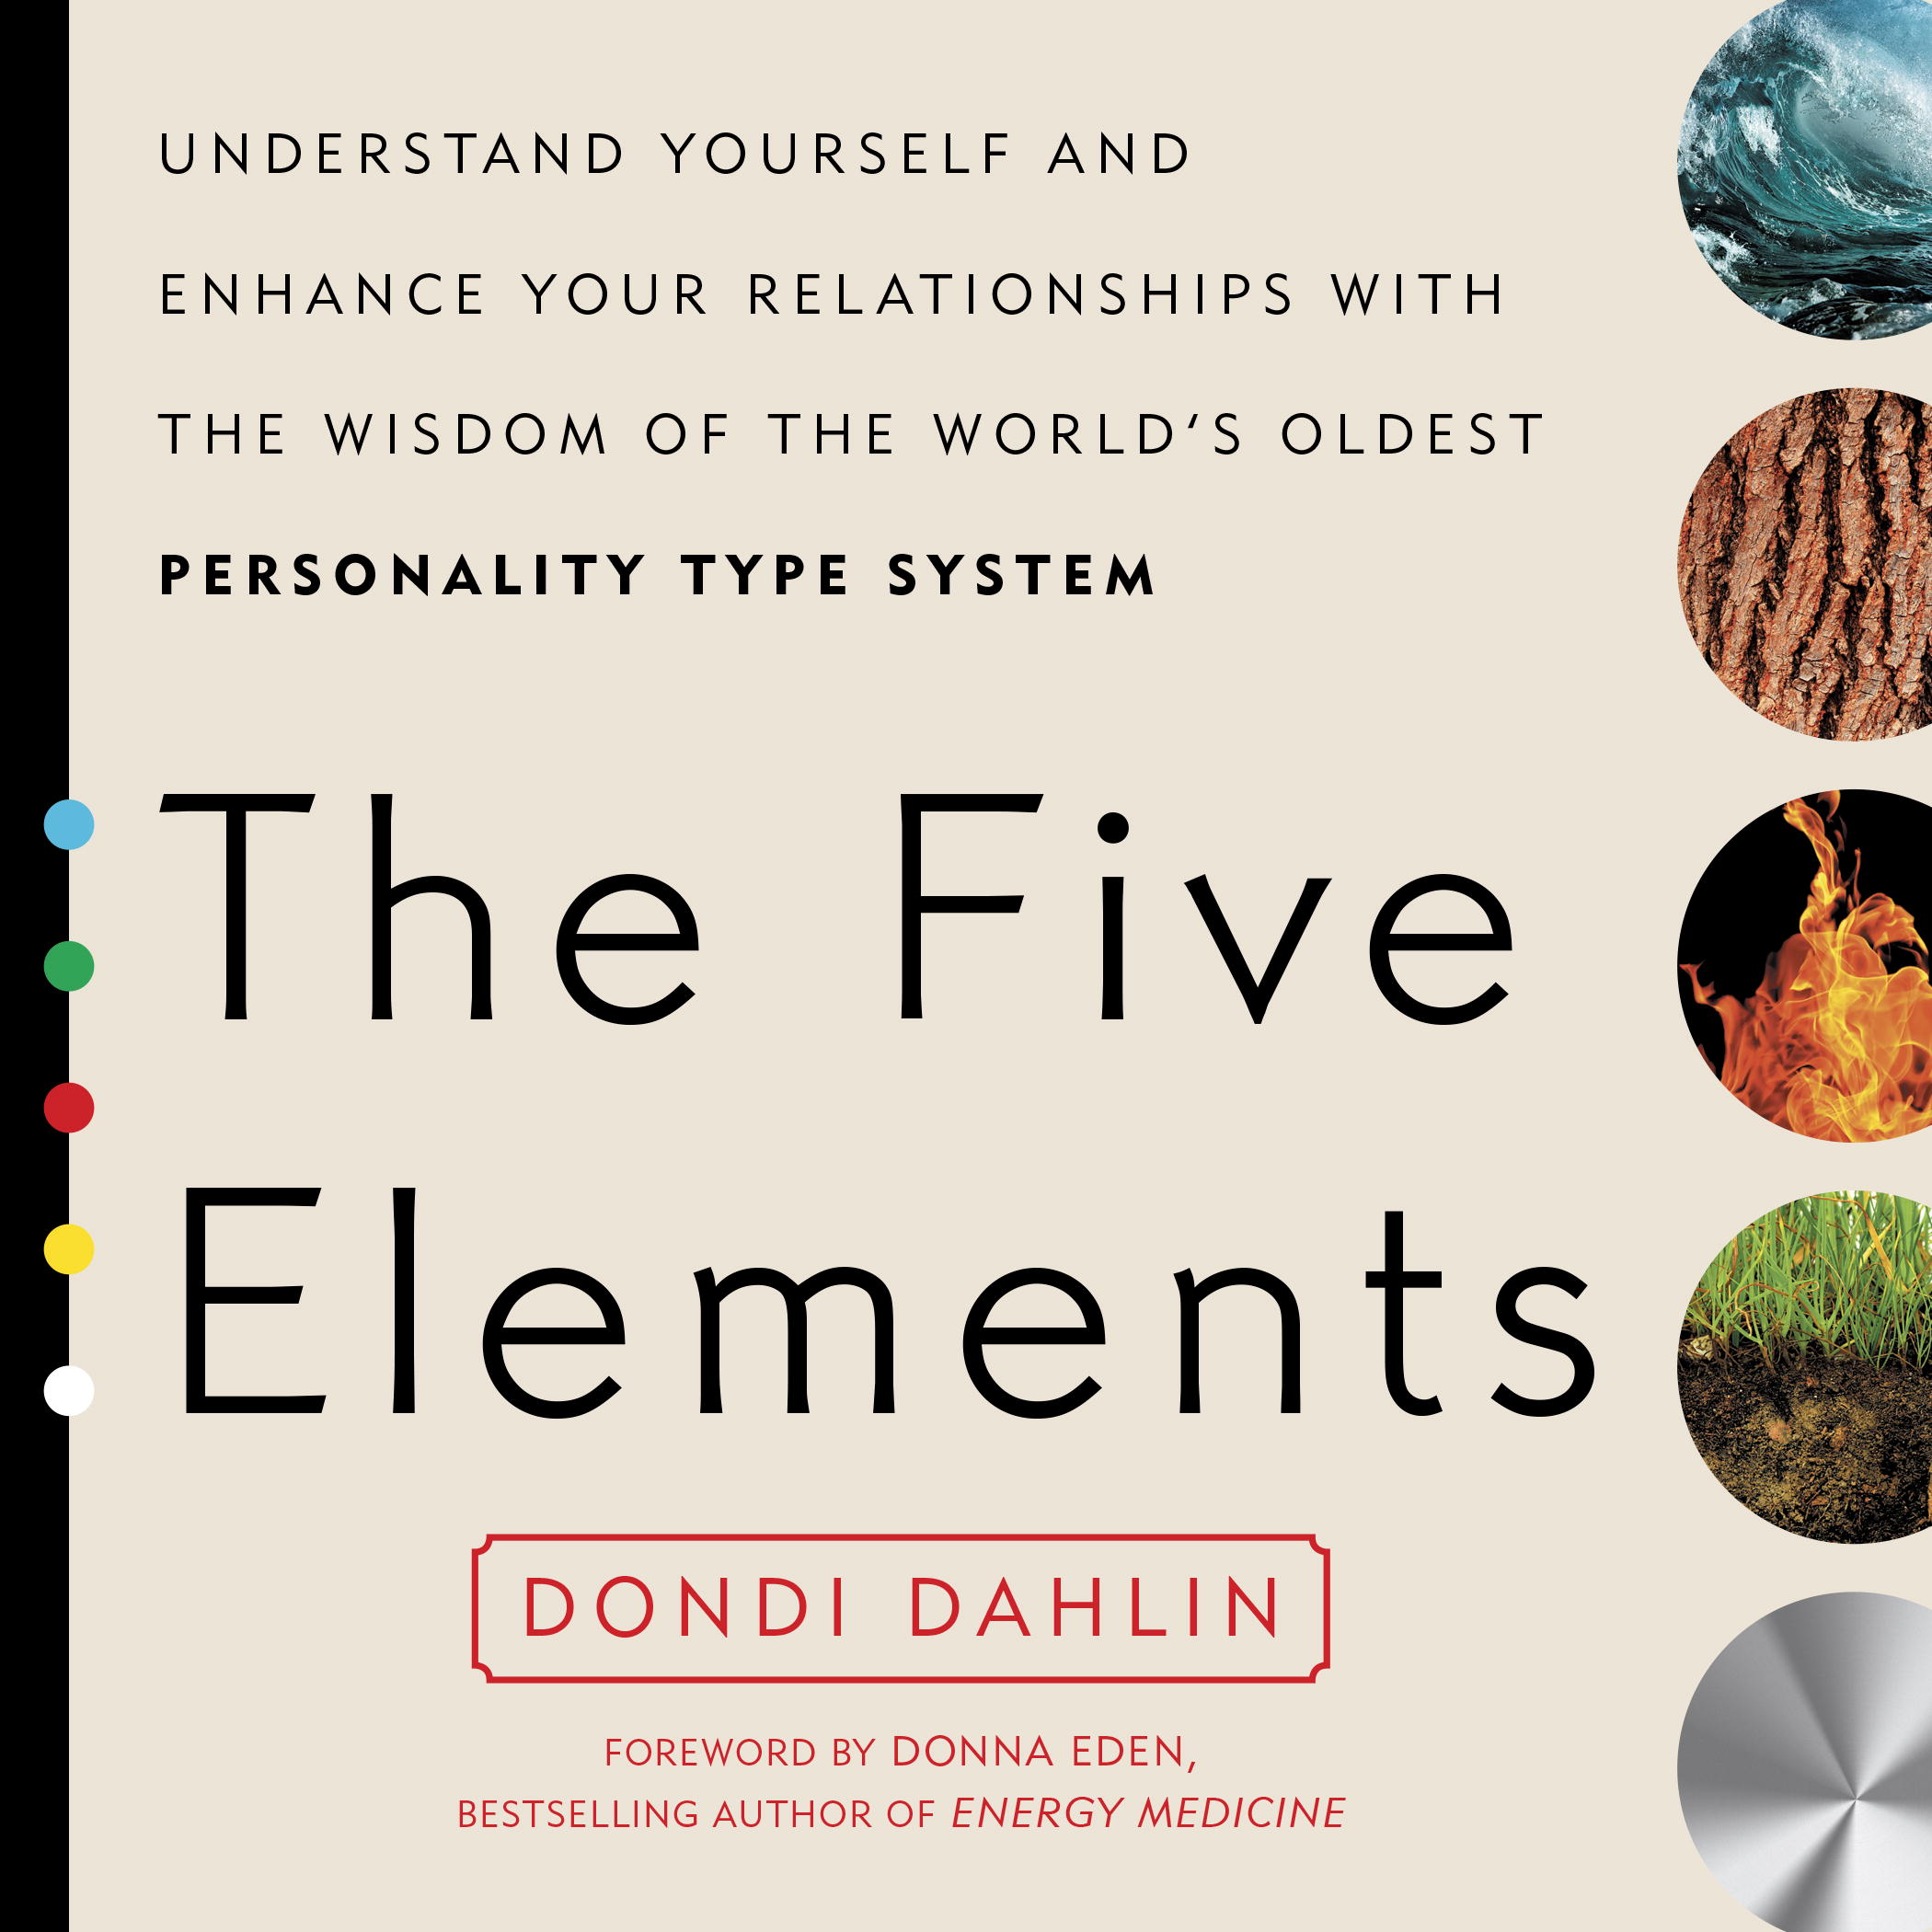 UNDERSTAND YOURSELF AND
ENHANCE YOUR RELATIONSHIPS WITH
THE WISDOM OF THE WORLD‘S OLDEST
PERSONALITY TYPE SYSTEM
The Five
Elements
DONDI DAHLIN
FOREWORD BY DONNA EDEN,
BESTSELLING AUTHOR OF ENERGY MEDICINE